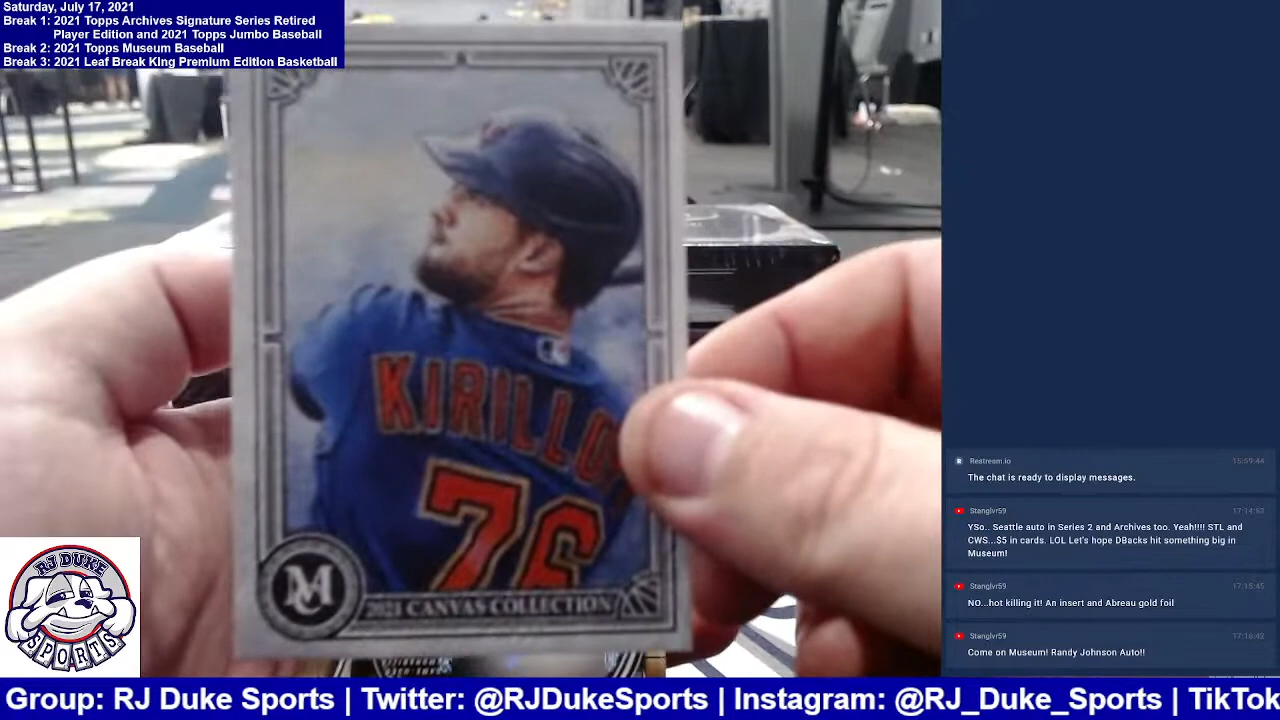 Saturday, July 17, 2021
Break 1: 2021 Topps Archives Signature Series Retired
Player Edition and 2021 Topps Jumbo Baseball
Break 2: 2021 Topps Museum Baseball
Break 3: 2021 Leaf Break King Premium Edition Basketball
KIRILLO
76
MC
2021 CANVAS COLLECTION
RJ DUKE
SPORTS
Restream.io 15:59:44
The chat is ready to display messages.
Stanglvr59 17:14:53
YSo.. Seattle auto in Series 2 and Archives too. Yeah!!!! STL and
CWS...$5 in cards. LOL Let's hope DBacks hit something big in
Museum!
Stanglvr59 17:15:45
NO...hot killing it! An insert and Abreau gold foil
Stanglvr59 17:16:42
Come on Museum! Randy Johnson Auto!!
Group: RJ Duke Sports | Twitter: @RJDukeSports | Instagram: @RJ_Duke_Sports | TikTok